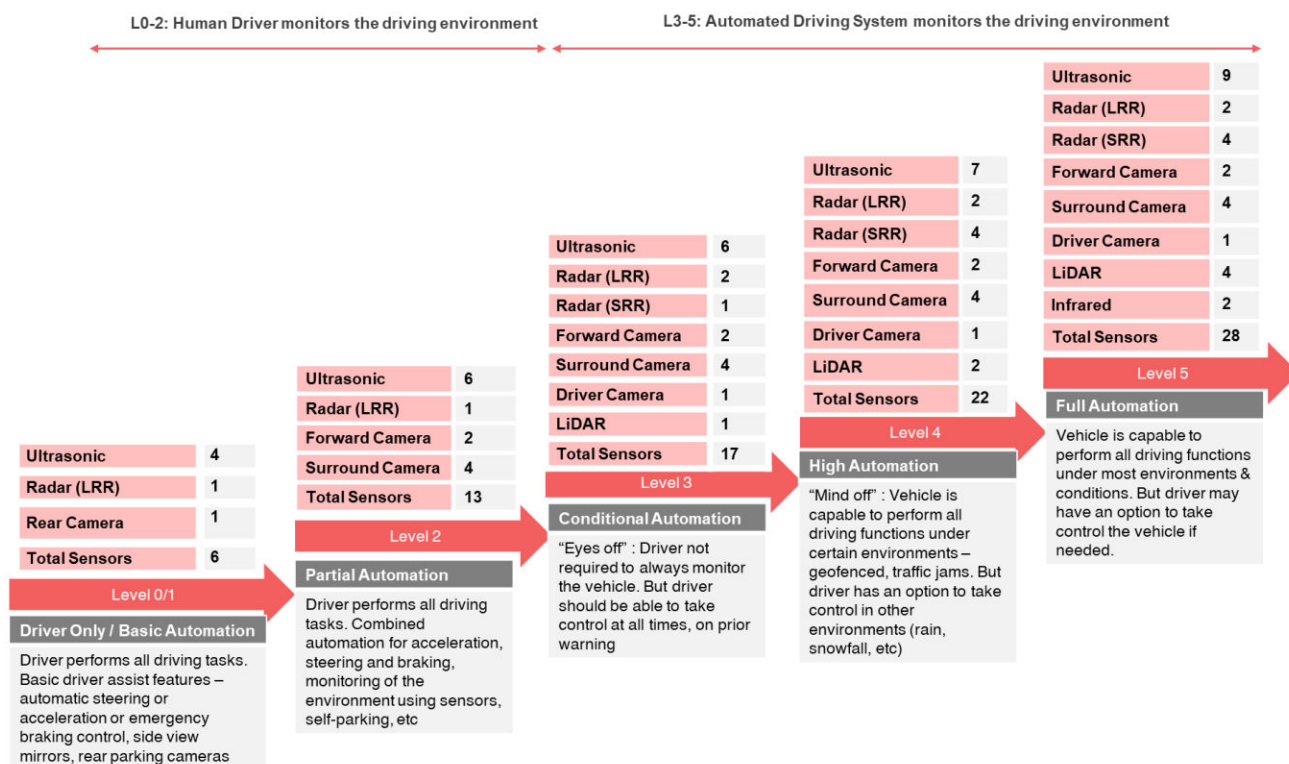 L0-2: Human Driver monitors the driving environment
L3-5: Automated Driving System monitors the driving environment
Ultrasonic 4
Radar (LRR) 1
Rear Camera 1
Total Sensors 6
Level 0/1
Driver Only / Basic Automation
Driver performs all driving tasks.
Basic driver assist features –
automatic steering or
acceleration or emergency
braking control, side view
mirrors, rear parking cameras
Ultrasonic 6
Radar (LRR) 1
Forward Camera 2
Surround Camera 4
Total Sensors 13
Level 2
Partial Automation
Driver performs all driving
tasks. Combined
automation for acceleration,
steering and braking,
monitoring of the
environment using sensors,
self-parking, etc
Ultrasonic 6
Radar (LRR) 2
Radar (SRR) 1
Forward Camera 2
Surround Camera 4
Driver Camera 1
LiDAR 1
Total Sensors 17
Level 3
Conditional Automation
“Eyes off” : Driver not
required to always monitor
the vehicle. But driver
should be able to take
control at all times, on prior
warning
Ultrasonic 7
Radar (LRR) 2
Radar (SRR) 4
Forward Camera 2
Surround Camera 4
Driver Camera 1
LiDAR 2
Total Sensors 22
Level 4
High Automation
“Mind off” : Vehicle is
capable to perform all
driving functions under
certain environments –
geofenced, traffic jams. But
driver has an option to take
control in other
environments (rain,
snowfall, etc)
Ultrasonic 9
Radar (LRR) 2
Radar (SRR) 4
Forward Camera 2
Surround Camera 4
Driver Camera 1
LiDAR 4
Infrared 2
Total Sensors 28
Level 5
Full Automation
Vehicle is capable to
perform all driving functions
under most environments &
conditions. But driver may
have an option to take
control the vehicle if
needed.